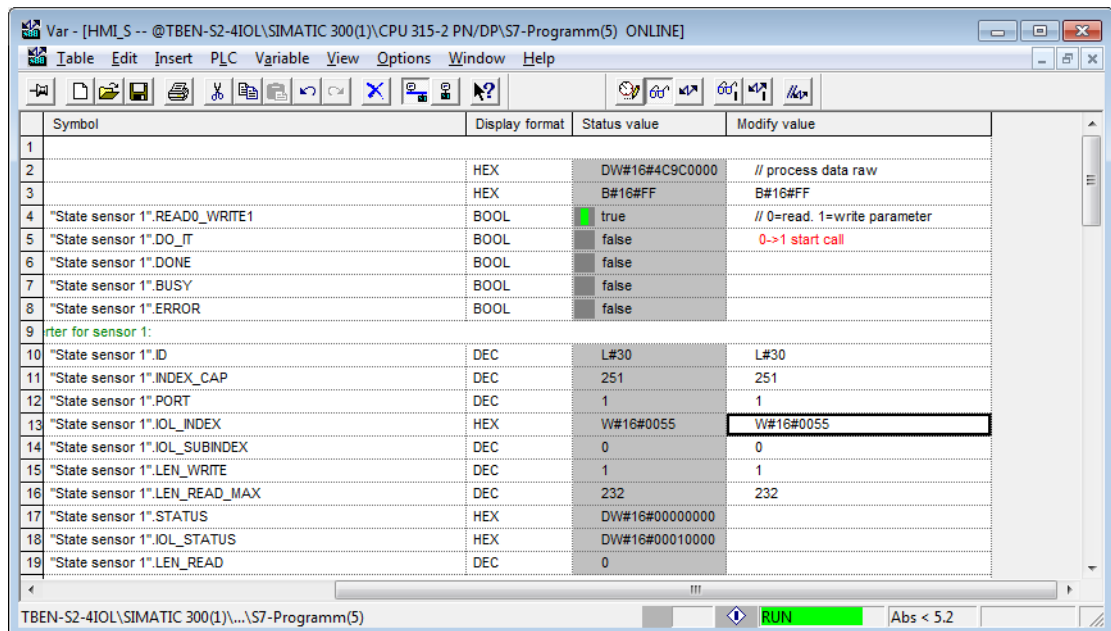 Var - [HMI_S -- @TBEN-S2-4IOL\SIMATIC 300(1)\CPU 315-2 PN/DP\S7-Programm(5) ONLINE]
Table Edit Insert PLC Variable View Options Window Help
Symbol Display format Status value Modify value
1
2 HEX DW#16#4C9C0000 // process data raw
3 HEX B#16#FF B#16#FF
4 "State sensor 1".READ0_WRITE1 BOOL true // 0=read. 1=write parameter
5 "State sensor 1".DO_IT BOOL false 0->1 start call
6 "State sensor 1".DONE BOOL false
7 "State sensor 1".BUSY BOOL false
8 "State sensor 1".ERROR BOOL false
9 rter for sensor 1:
10 "State sensor 1".ID DEC L#30 L#30
11 "State sensor 1".INDEX_CAP DEC 251 251
12 "State sensor 1".PORT DEC 1 1
13 "State sensor 1".IOL_INDEX HEX W#16#0055 W#16#0055
14 "State sensor 1".IOL_SUBINDEX DEC 0 0
15 "State sensor 1".LEN_WRITE DEC 1 1
16 "State sensor 1".LEN_READ_MAX DEC 232 232
17 "State sensor 1".STATUS HEX DW#16#00000000
18 "State sensor 1".IOL_STATUS HEX DW#16#00010000
19 "State sensor 1".LEN_READ DEC 0
TBEN-S2-4IOL\SIMATIC 300(1)\...\S7-Programm(5) RUN Abs < 5.2